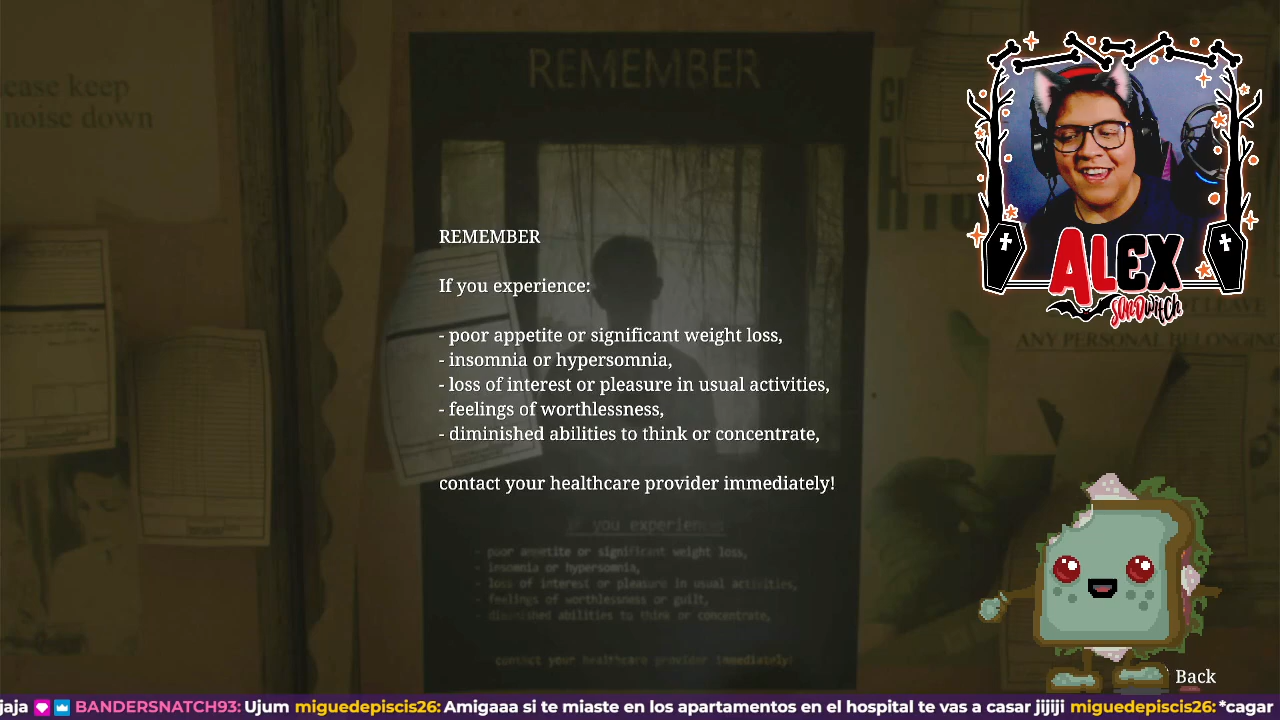 REMEMBER
ease keep
noise down
REMEMBER
If you experience:
- poor appetite or significant weight loss,
- insomnia or hypersomnia,
- loss of interest or pleasure in usual activities,
- feelings of worthlessness,
- diminished abilities to think or concentrate,
contact your healthcare provider immediately!
If you experience:
- poor appetite or significant weight loss,
- insomnia or hypersomnia,
- loss of interest or pleasure in usual activities,
- feelings of worthlessness or guilt,
- diminished abilities to think or concentrate,
contact your healthcare provider immediately!
LEAVE
ANY PERSONAL BELONGING
ALEX
SANDWITCH
Back
jaja BANDERSNATCH93: Ujum miguedepiscis26: Amigaaa si te miaste en los apartamentos en el hospital te vas a casar jijiji miguedepiscis26: *cagar